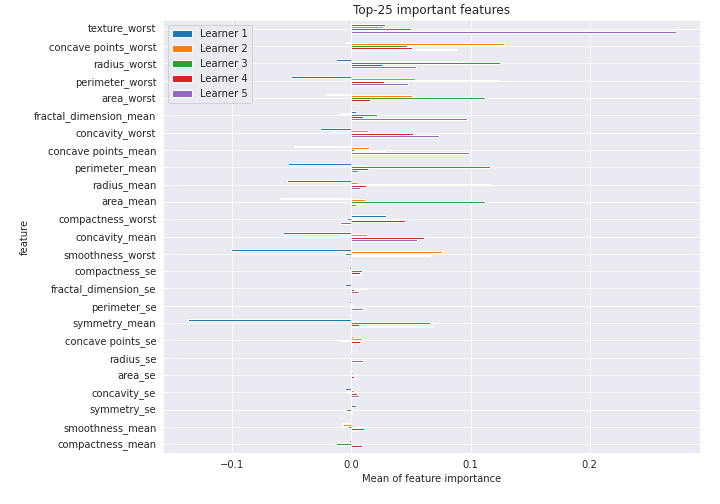 Top-25 important features
Learner 1
Learner 2
Learner 3
Learner 4
Learner 5
feature
texture_worst
concave points_worst
radius_worst
perimeter_worst
area_worst
fractal_dimension_mean
concavity_worst
concave points_mean
perimeter_mean
radius_mean
area_mean
compactness_worst
concavity_mean
smoothness_worst
compactness_se
fractal_dimension_se
perimeter_se
symmetry_mean
concave points_se
radius_se
area_se
concavity_se
symmetry_se
smoothness_mean
compactness_mean
−0.1 0.0 0.1 0.2
Mean of feature importance